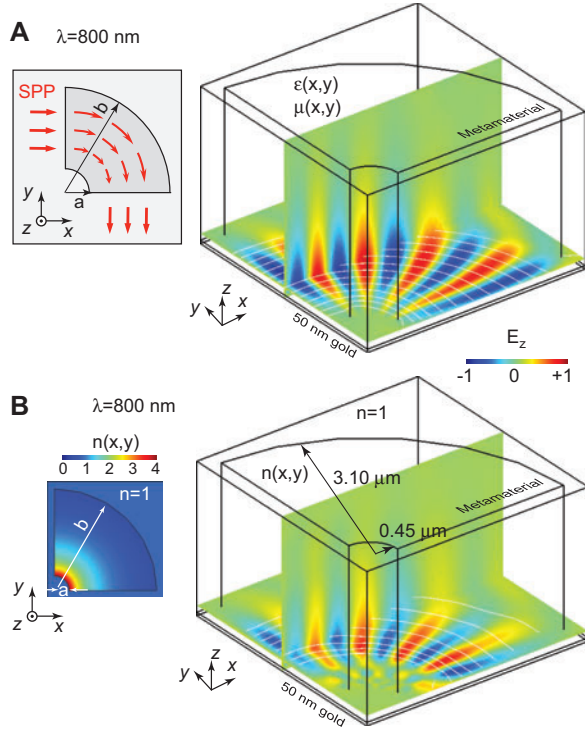 A
λ=800 nm
SPP
b
a
y
z
x
ε(x,y)
μ(x,y)
Metamaterial
z
y
x
50 nm gold
E_z
-1 0 +1
B
λ=800 nm
n(x,y)
0 1 2 3 4
n=1
b
a
y
z
x
n=1
n(x,y)
3.10 μm
0.45 μm
Metamaterial
z
y
x
50 nm gold